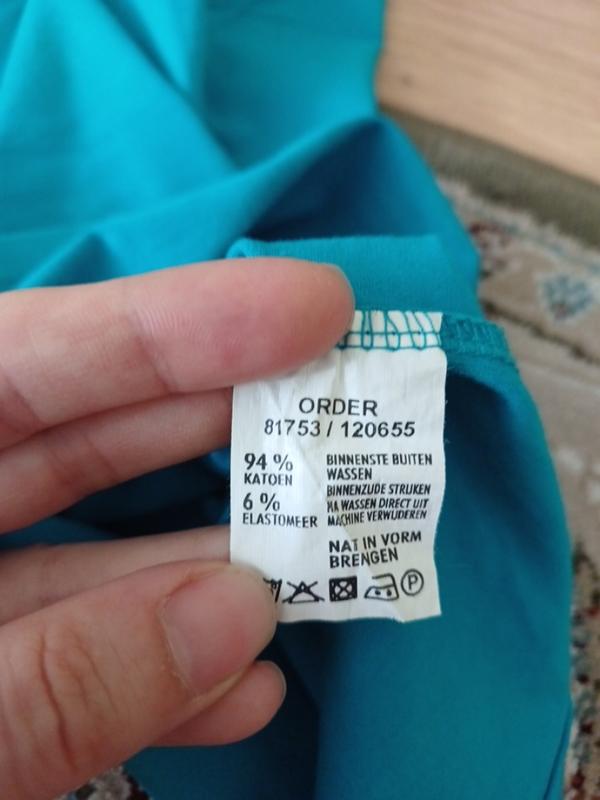 ORDER
81753 / 120655
94 %
KATOEN
6 %
ELASTOMEER
BINNENSTE BUITEN
WASSEN
BINNENZIJDE STRIJKEN
NA WASSEN DIRECT UIT
MACHINE VERWIJDEREN
NAT IN VORM
BRENGEN
P